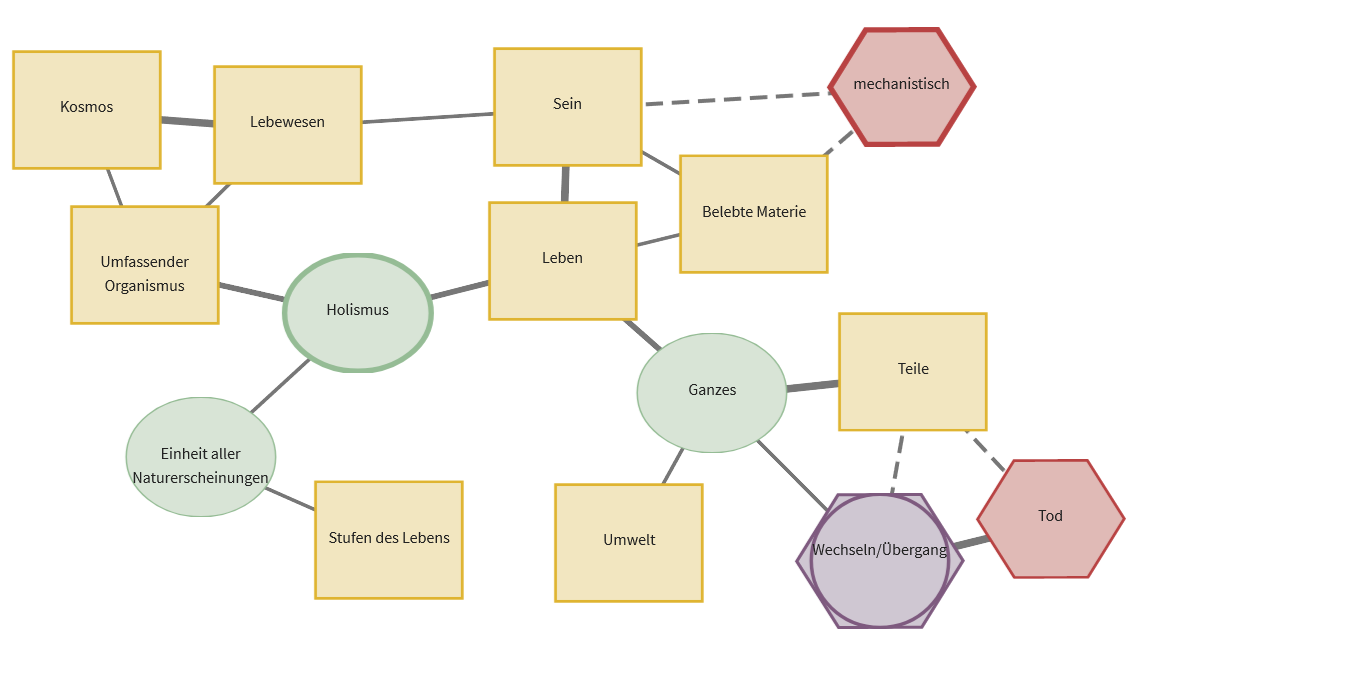 Kosmos
Lebewesen
Sein
mechanistisch
Umfassender
Organismus
Holismus
Leben
Belebte Materie
Ganzes
Teile
Einheit aller
Naturerscheinungen
Stufen des Lebens
Umwelt
Wechseln/Übergang
Tod